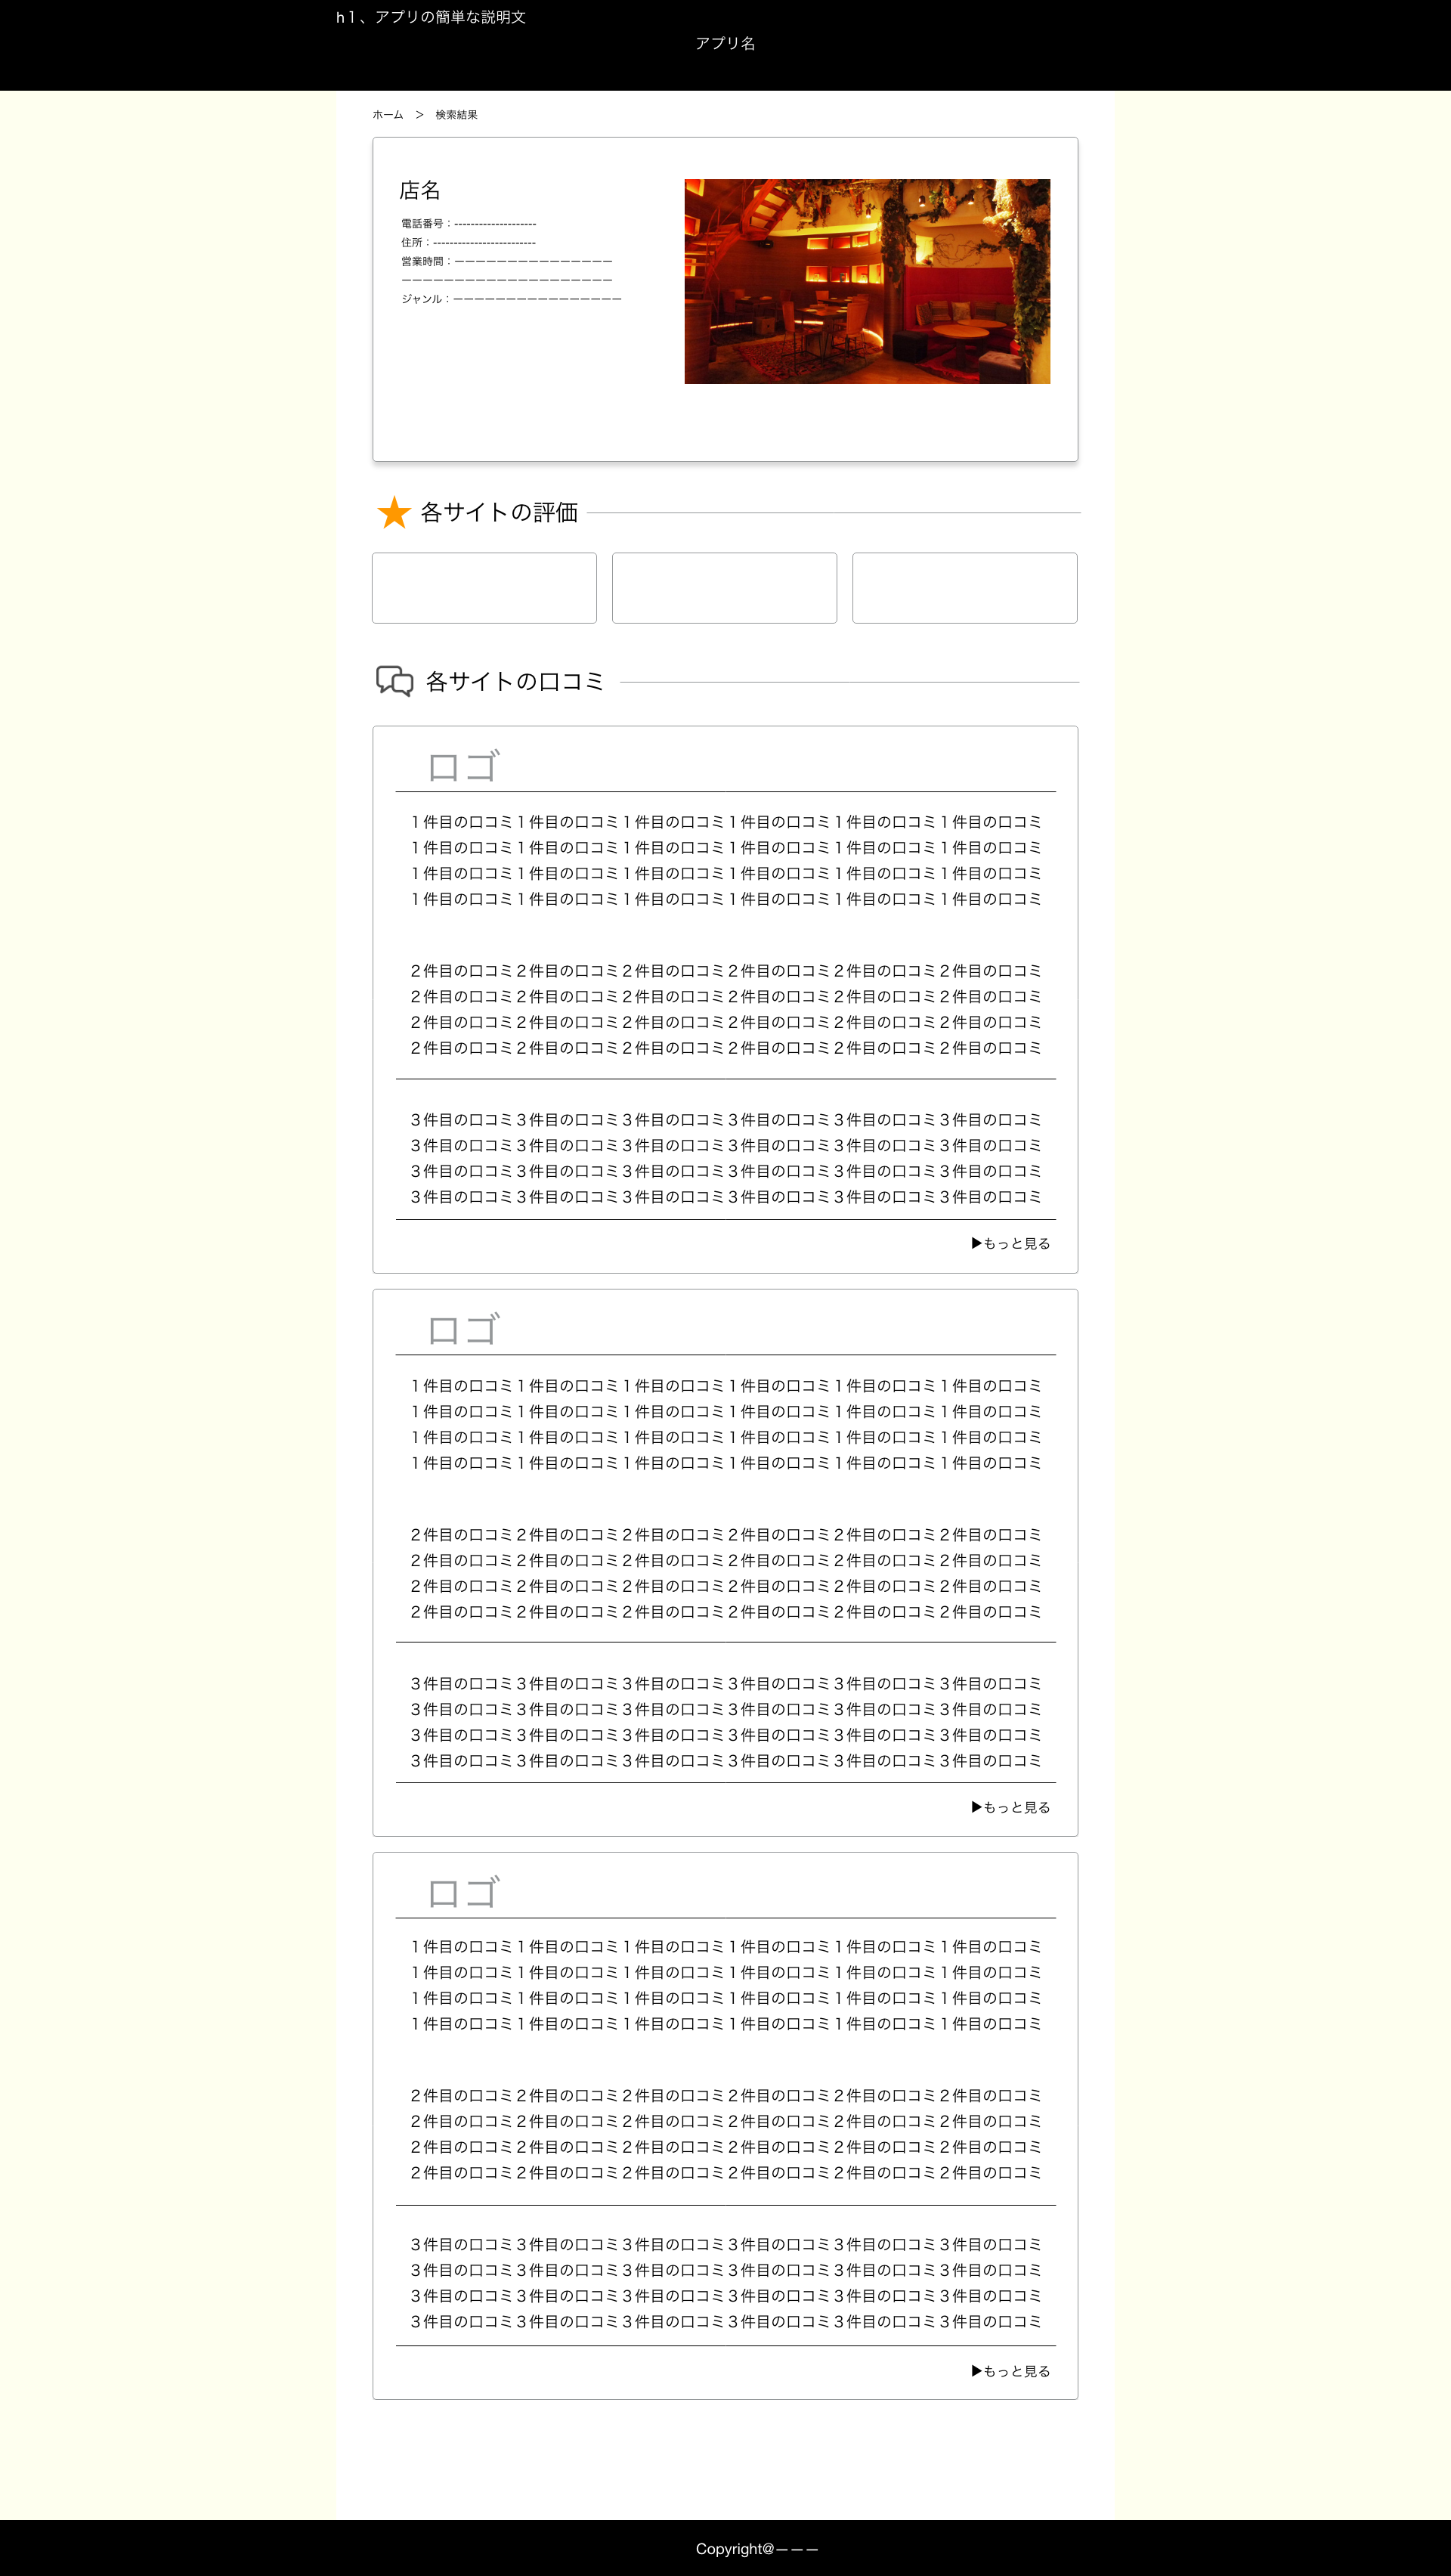 h１、アプリの簡単な説明文
アプリ名
ホーム　＞　検索結果
店名
電話番号：--------------------
住所：-------------------------
営業時間：ーーーーーーーーーーーーーーー
ーーーーーーーーーーーーーーーーーーーー
ジャンル：ーーーーーーーーーーーーーーーー
各サイトの評価
各サイトの口コミ
ロゴ
１件目の口コミ１件目の口コミ１件目の口コミ１件目の口コミ１件目の口コミ１件目の口コミ
１件目の口コミ１件目の口コミ１件目の口コミ１件目の口コミ１件目の口コミ１件目の口コミ
１件目の口コミ１件目の口コミ１件目の口コミ１件目の口コミ１件目の口コミ１件目の口コミ
１件目の口コミ１件目の口コミ１件目の口コミ１件目の口コミ１件目の口コミ１件目の口コミ
２件目の口コミ２件目の口コミ２件目の口コミ２件目の口コミ２件目の口コミ２件目の口コミ
２件目の口コミ２件目の口コミ２件目の口コミ２件目の口コミ２件目の口コミ２件目の口コミ
２件目の口コミ２件目の口コミ２件目の口コミ２件目の口コミ２件目の口コミ２件目の口コミ
２件目の口コミ２件目の口コミ２件目の口コミ２件目の口コミ２件目の口コミ２件目の口コミ
３件目の口コミ３件目の口コミ３件目の口コミ３件目の口コミ３件目の口コミ３件目の口コミ
３件目の口コミ３件目の口コミ３件目の口コミ３件目の口コミ３件目の口コミ３件目の口コミ
３件目の口コミ３件目の口コミ３件目の口コミ３件目の口コミ３件目の口コミ３件目の口コミ
３件目の口コミ３件目の口コミ３件目の口コミ３件目の口コミ３件目の口コミ３件目の口コミ
▶もっと見る
ロゴ
１件目の口コミ１件目の口コミ１件目の口コミ１件目の口コミ１件目の口コミ１件目の口コミ
１件目の口コミ１件目の口コミ１件目の口コミ１件目の口コミ１件目の口コミ１件目の口コミ
１件目の口コミ１件目の口コミ１件目の口コミ１件目の口コミ１件目の口コミ１件目の口コミ
１件目の口コミ１件目の口コミ１件目の口コミ１件目の口コミ１件目の口コミ１件目の口コミ
２件目の口コミ２件目の口コミ２件目の口コミ２件目の口コミ２件目の口コミ２件目の口コミ
２件目の口コミ２件目の口コミ２件目の口コミ２件目の口コミ２件目の口コミ２件目の口コミ
２件目の口コミ２件目の口コミ２件目の口コミ２件目の口コミ２件目の口コミ２件目の口コミ
２件目の口コミ２件目の口コミ２件目の口コミ２件目の口コミ２件目の口コミ２件目の口コミ
３件目の口コミ３件目の口コミ３件目の口コミ３件目の口コミ３件目の口コミ３件目の口コミ
３件目の口コミ３件目の口コミ３件目の口コミ３件目の口コミ３件目の口コミ３件目の口コミ
３件目の口コミ３件目の口コミ３件目の口コミ３件目の口コミ３件目の口コミ３件目の口コミ
３件目の口コミ３件目の口コミ３件目の口コミ３件目の口コミ３件目の口コミ３件目の口コミ
▶もっと見る
ロゴ
１件目の口コミ１件目の口コミ１件目の口コミ１件目の口コミ１件目の口コミ１件目の口コミ
１件目の口コミ１件目の口コミ１件目の口コミ１件目の口コミ１件目の口コミ１件目の口コミ
１件目の口コミ１件目の口コミ１件目の口コミ１件目の口コミ１件目の口コミ１件目の口コミ
１件目の口コミ１件目の口コミ１件目の口コミ１件目の口コミ１件目の口コミ１件目の口コミ
２件目の口コミ２件目の口コミ２件目の口コミ２件目の口コミ２件目の口コミ２件目の口コミ
２件目の口コミ２件目の口コミ２件目の口コミ２件目の口コミ２件目の口コミ２件目の口コミ
２件目の口コミ２件目の口コミ２件目の口コミ２件目の口コミ２件目の口コミ２件目の口コミ
２件目の口コミ２件目の口コミ２件目の口コミ２件目の口コミ２件目の口コミ２件目の口コミ
３件目の口コミ３件目の口コミ３件目の口コミ３件目の口コミ３件目の口コミ３件目の口コミ
３件目の口コミ３件目の口コミ３件目の口コミ３件目の口コミ３件目の口コミ３件目の口コミ
３件目の口コミ３件目の口コミ３件目の口コミ３件目の口コミ３件目の口コミ３件目の口コミ
３件目の口コミ３件目の口コミ３件目の口コミ３件目の口コミ３件目の口コミ３件目の口コミ
▶もっと見る
Copyright@ーーー